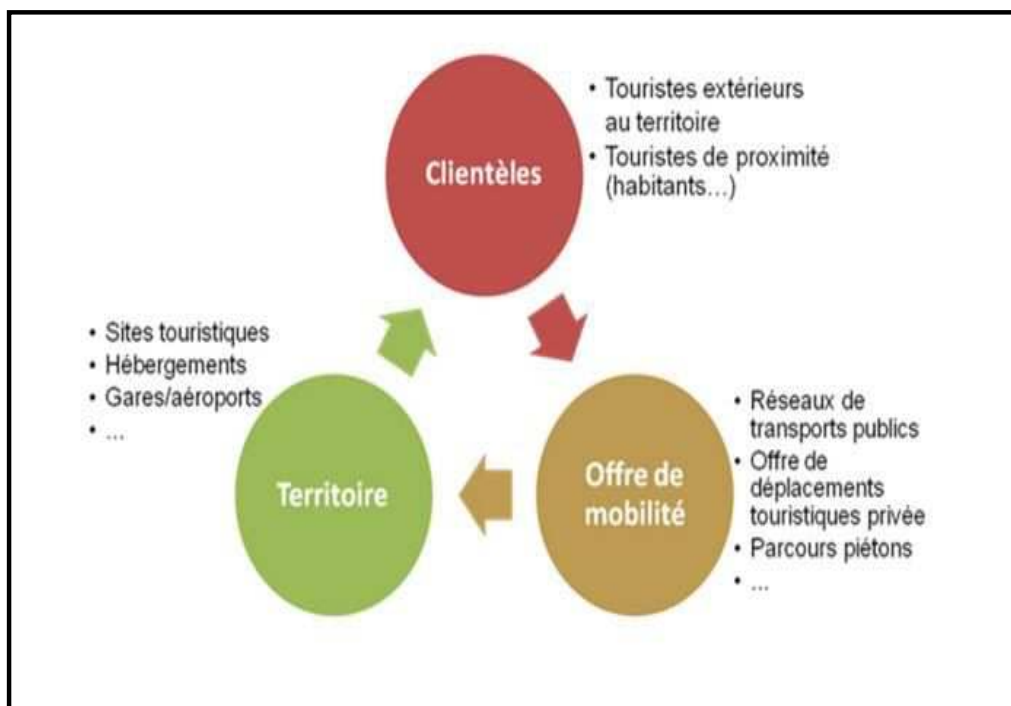 Clientèles
• Touristes extérieurs
au territoire
• Touristes de proximité
(habitants…)
• Sites touristiques
• Hébergements
• Gares/aéroports
• ...
Territoire
Offre de
mobilité
• Réseaux de
transports publics
• Offre de
déplacements
touristiques privée
• Parcours piétons
• ...